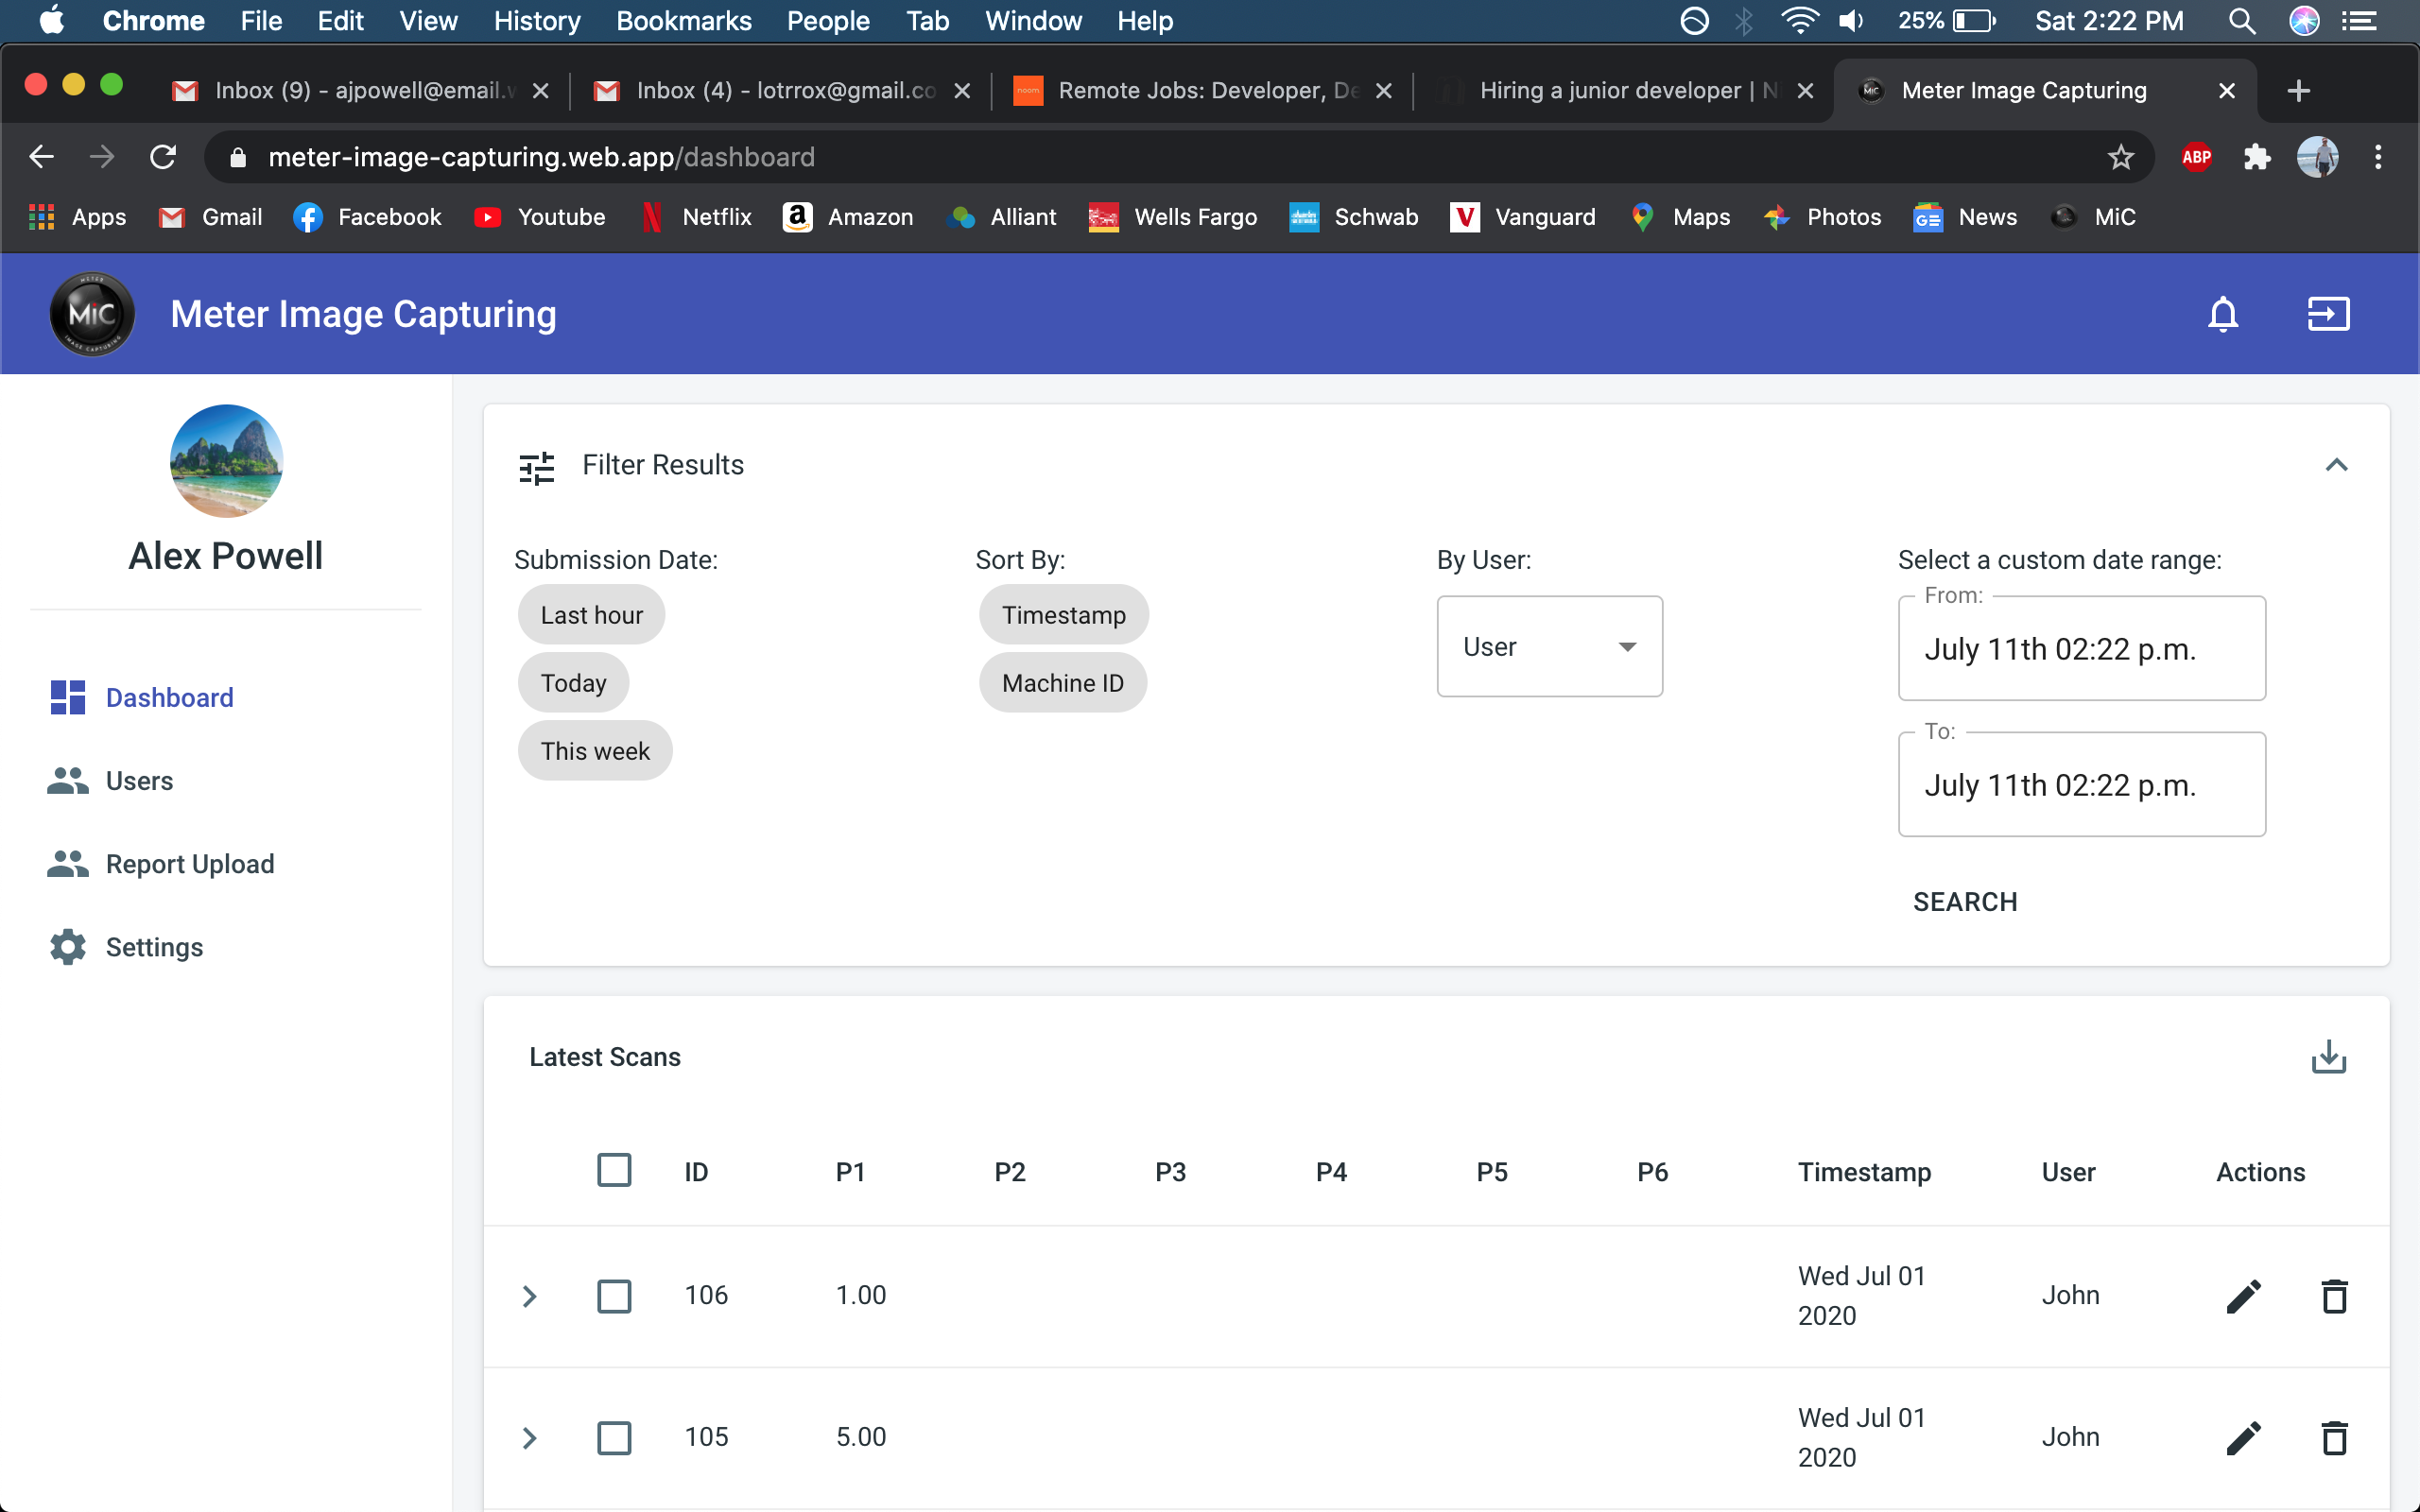 Chrome File Edit View History Bookmarks People Tab Window Help 25% Sat 2:22 PM
Inbox (9) - ajpowell@email.w Inbox (4) - lotrrox@gmail.co Remote Jobs: Developer, De Hiring a junior developer | N Meter Image Capturing
meter-image-capturing.web.app/dashboard ABP
Apps Gmail Facebook Youtube Netflix Amazon Alliant Wells Fargo Schwab Vanguard Maps Photos News MiC
METER
MiC
IMAGE CAPTURING
Meter Image Capturing
Alex Powell
Dashboard
Users
Report Upload
Settings
Filter Results
Submission Date:
Last hour
Today
This week
Sort By:
Timestamp
Machine ID
By User:
User
Select a custom date range:
From:
July 11th 02:22 p.m.
To:
July 11th 02:22 p.m.
SEARCH
Latest Scans
ID P1 P2 P3 P4 P5 P6 Timestamp User Actions
106 1.00 Wed Jul 01 2020 John
105 5.00 Wed Jul 01 2020 John